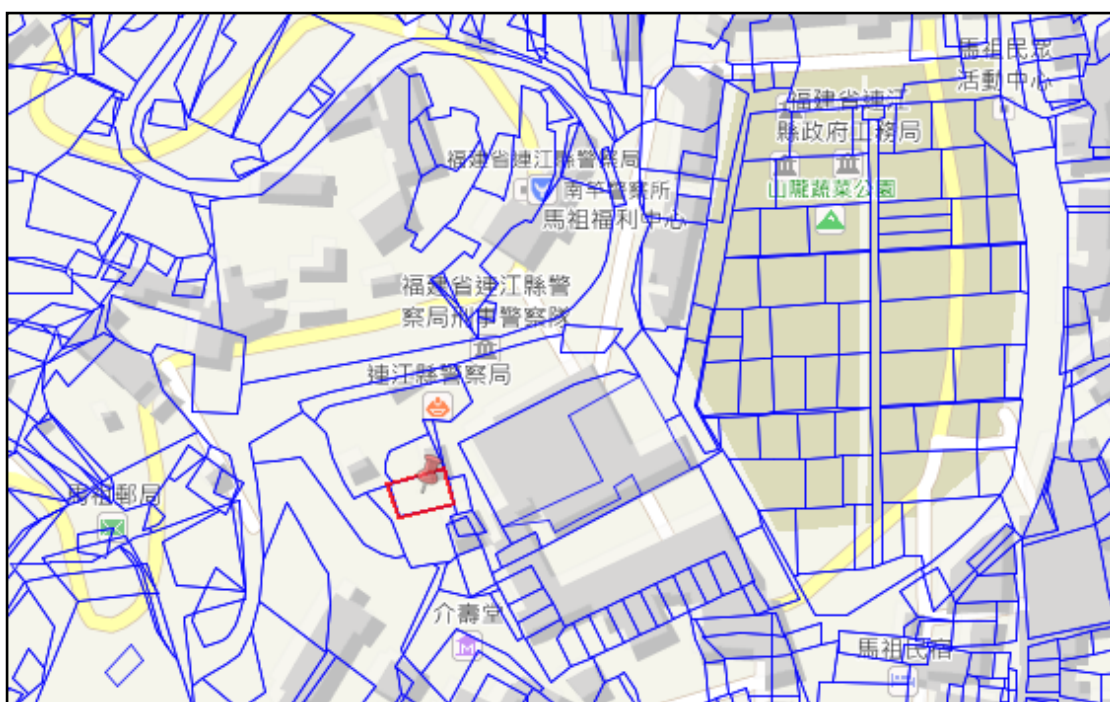 馬祖民眾
活動中心
福建省連江
縣政府工務局
福建省連江縣警察局
南竿警察所
山隴蔬菜公園
馬祖福利中心
福建省連江縣警
察局刑事警察隊
連江縣警察局
馬祖郵局
介壽堂
馬祖民宿